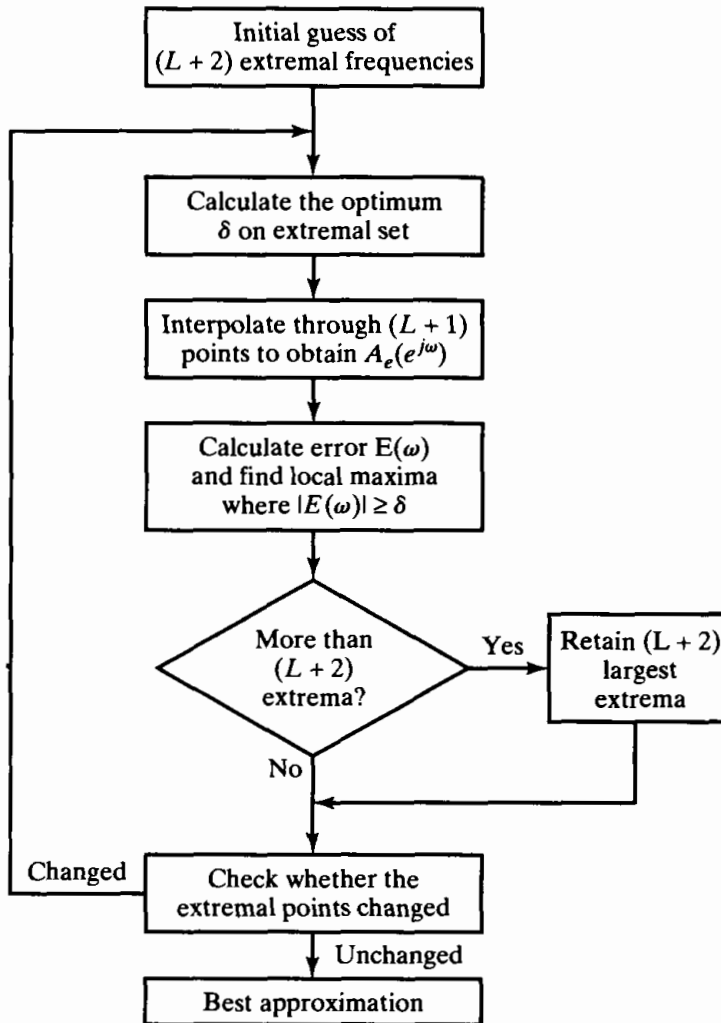 Initial guess of
(L + 2) extremal frequencies
Calculate the optimum
δ on extremal set
Interpolate through (L + 1)
points to obtain Aₑ(e^{jω})
Calculate error E(ω)
and find local maxima
where |E(ω)| ≥ δ
More than
(L + 2)
extrema?
Yes
Retain (L + 2)
largest
extrema
No
Changed
Check whether the
extremal points changed
Unchanged
Best approximation